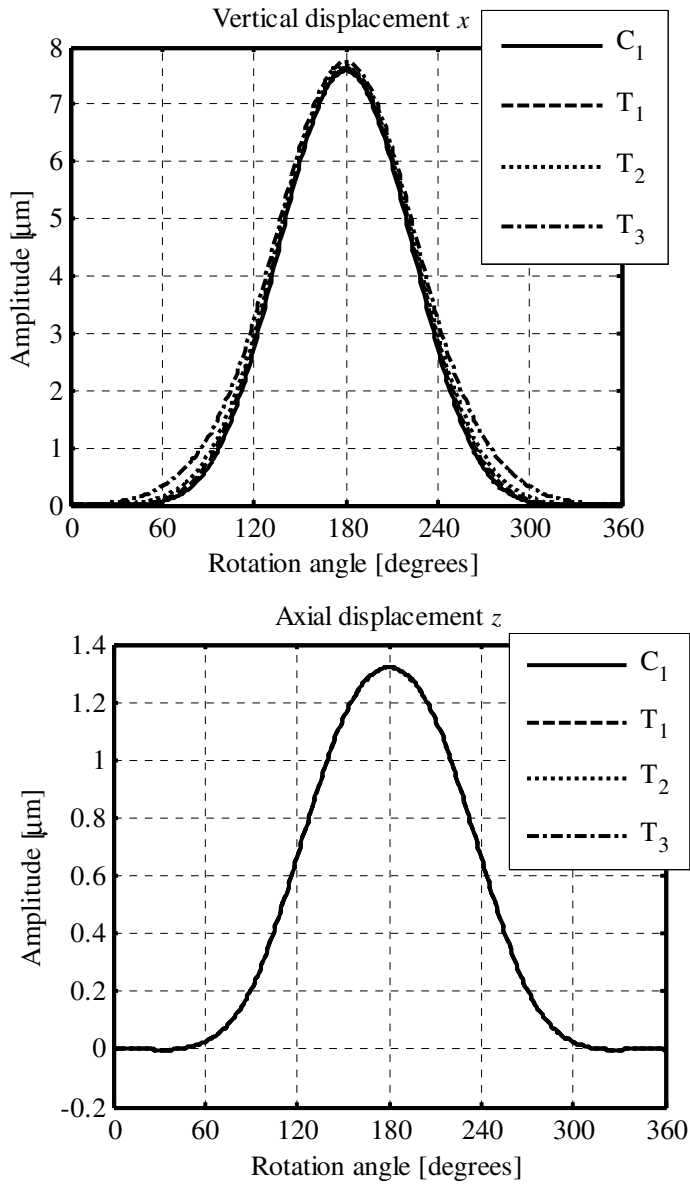 Vertical displacement x
C1
T1
T2
T3
Amplitude [μm]
8
7
6
5
4
3
2
1
0
0 60 120 180 240 300 360
Rotation angle [degrees]
Axial displacement z
C1
T1
T2
T3
Amplitude [μm]
1.4
1.2
1
0.8
0.6
0.4
0.2
0
-0.2
0 60 120 180 240 300 360
Rotation angle [degrees]